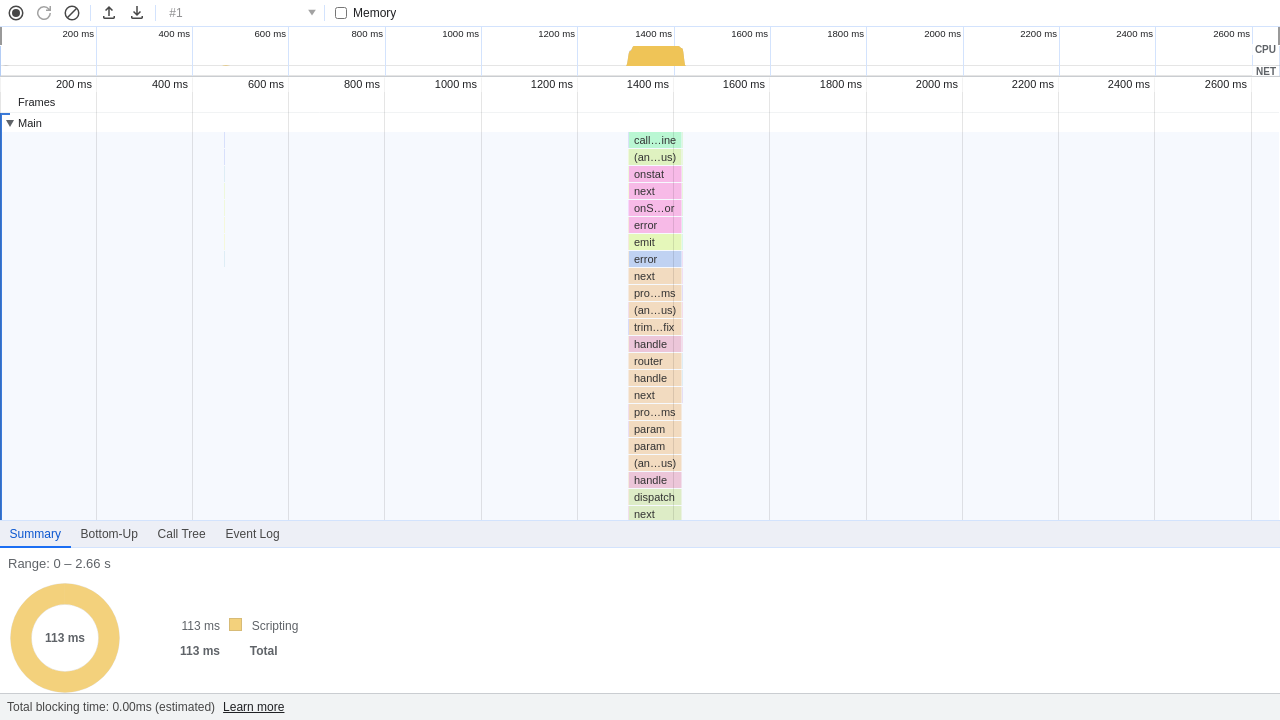 #1 Memory
200 ms 400 ms 600 ms 800 ms 1000 ms 1200 ms 1400 ms 1600 ms 1800 ms 2000 ms 2200 ms 2400 ms 2600 ms
CPU
NET
200 ms 400 ms 600 ms 800 ms 1000 ms 1200 ms 1400 ms 1600 ms 1800 ms 2000 ms 2200 ms 2400 ms 2600 ms
Frames
Main
call…ine
(an…us)
onstat
next
onS…or
error
emit
error
next
pro…ms
(an…us)
trim…fix
handle
router
handle
next
pro…ms
param
param
(an…us)
handle
dispatch
next
Summary Bottom-Up Call Tree Event Log
Range: 0 – 2.66 s
113 ms Scripting
113 ms
113 ms Total
Total blocking time: 0.00ms (estimated) Learn more